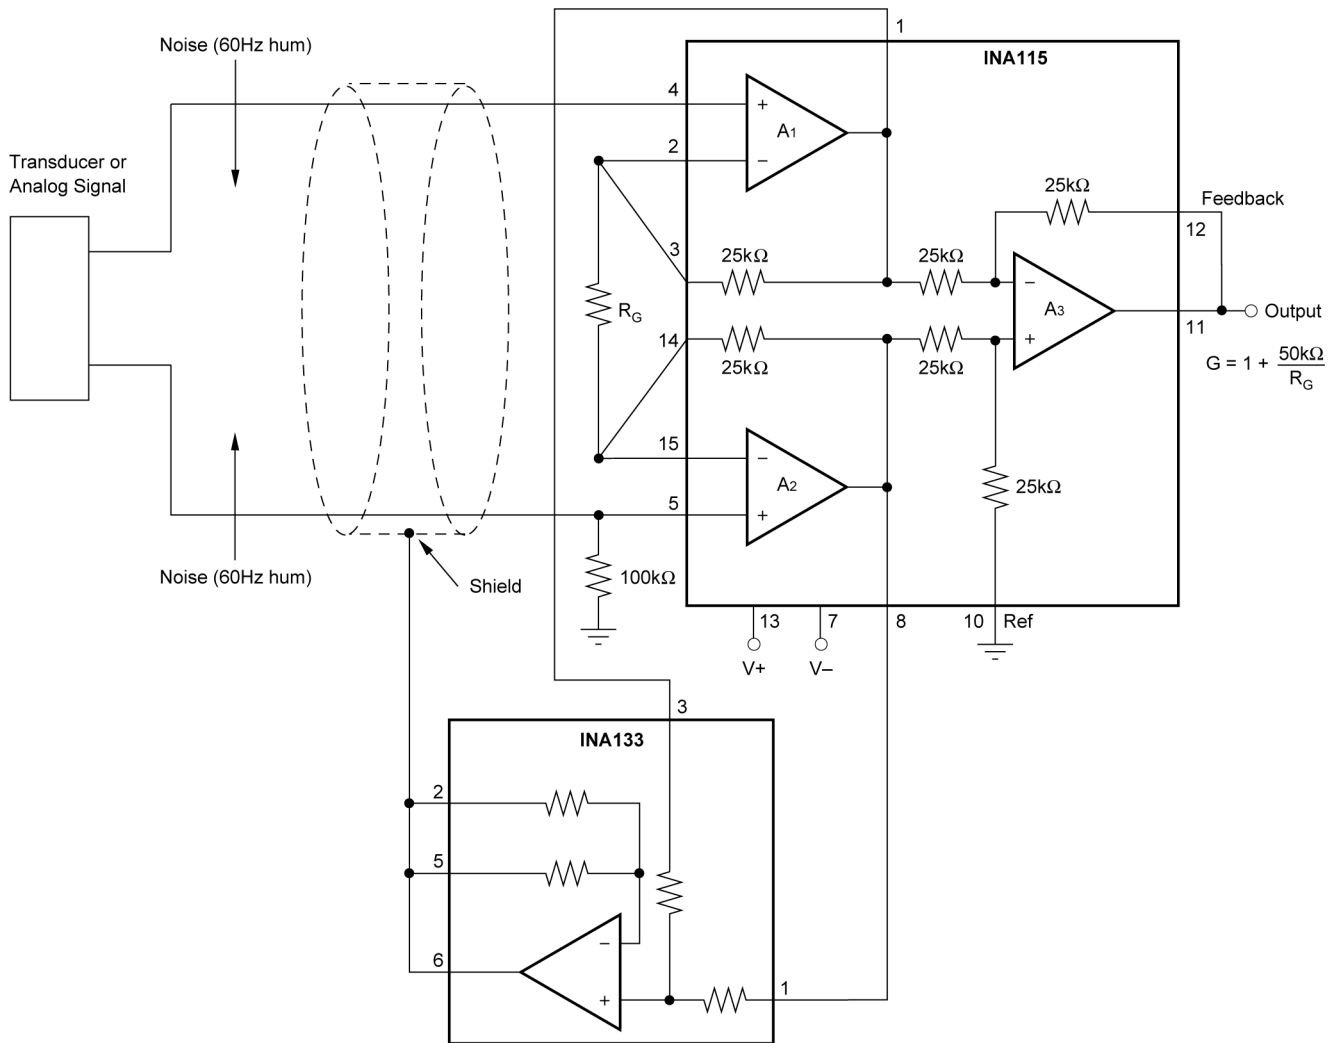 Noise (60Hz hum)
1
INA115
4
A1
+
−
2
Transducer or
Analog Signal
25kΩ
Feedback
12
3
25kΩ
25kΩ
−
A3
+
RG
Output
11
14
25kΩ
25kΩ
G = 1 + 50kΩ
RG
15
−
A2
+
5
25kΩ
Noise (60Hz hum)
Shield
100kΩ
13
7
8
10
Ref
V+
V–
3
INA133
2
5
−
6
+
1